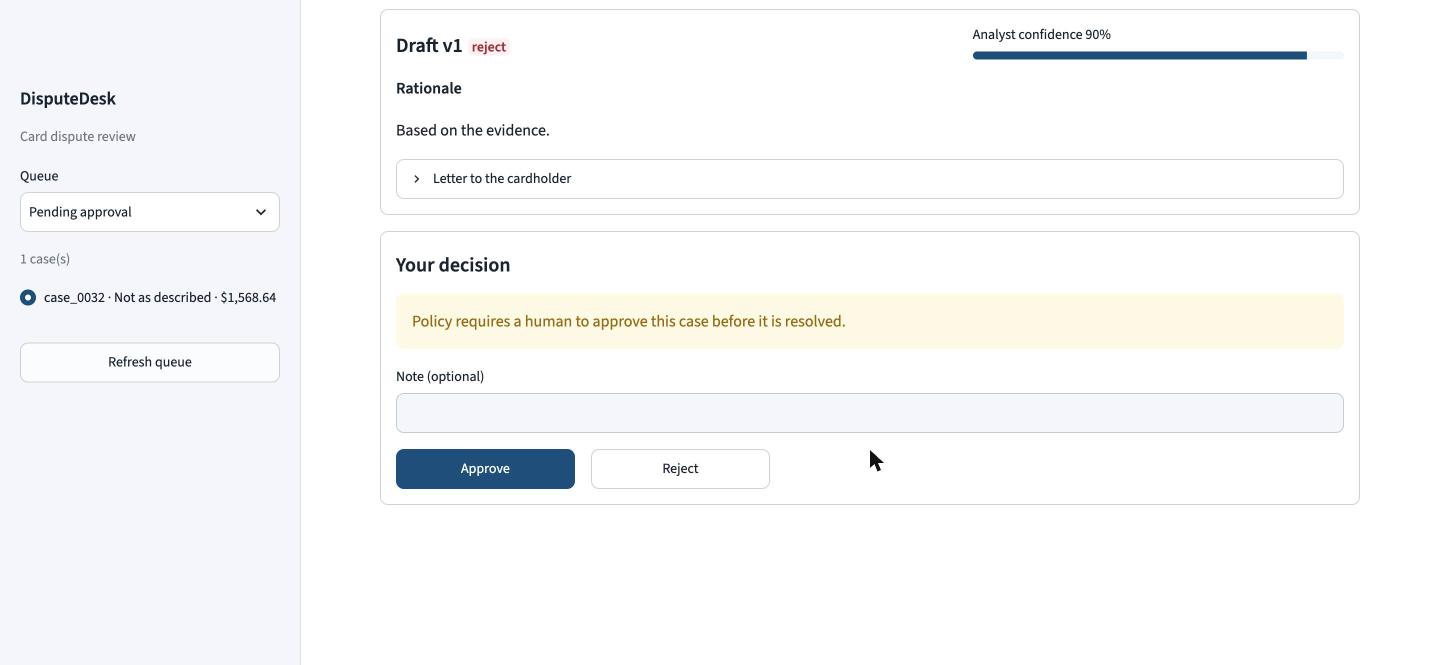 DisputeDesk
Card dispute review
Queue
Pending approval
1 case(s)
case_0032 · Not as described · $1,568.64
Refresh queue
Draft v1 reject
Analyst confidence 90%
Rationale
Based on the evidence.
Letter to the cardholder
Your decision
Policy requires a human to approve this case before it is resolved.
Note (optional)
Approve
Reject